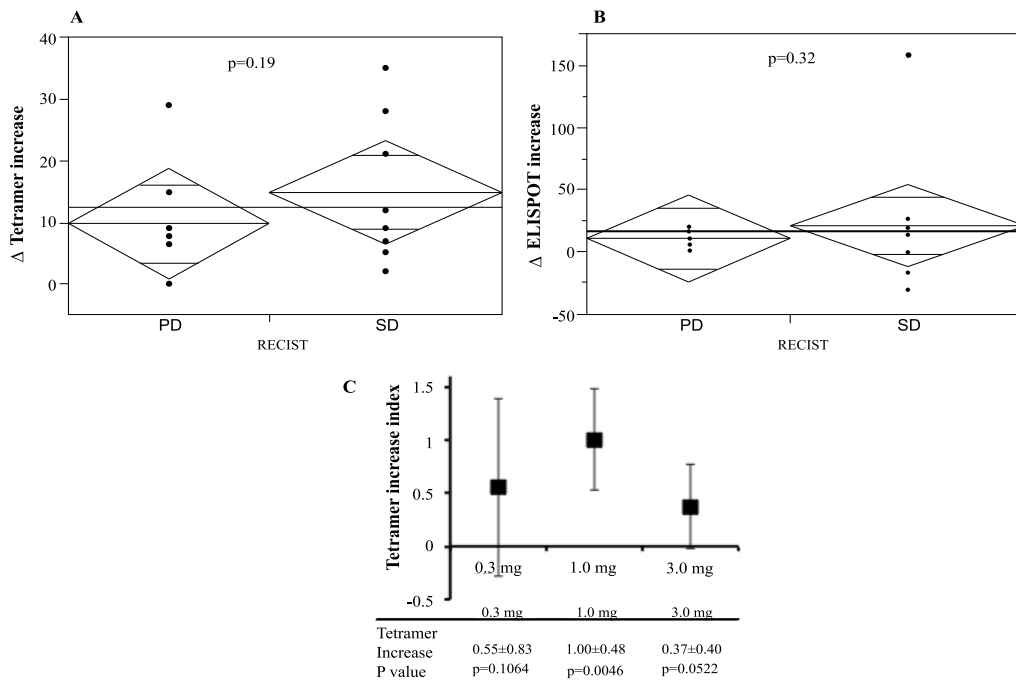 A
Δ Tetramer increase
40
30
20
10
0
p=0.19
PD
SD
RECIST
B
Δ ELISPOT increase
150
100
50
0
-50
p=0.32
PD
SD
RECIST
C
Tetramer increase index
1.5
1
0.5
0
-0.5
0.3 mg 1.0 mg 3.0 mg
0.3 mg 1.0 mg 3.0 mg
Tetramer
Increase 0.55±0.83 1.00±0.48 0.37±0.40
P value p=0.1064 p=0.0046 p=0.0522